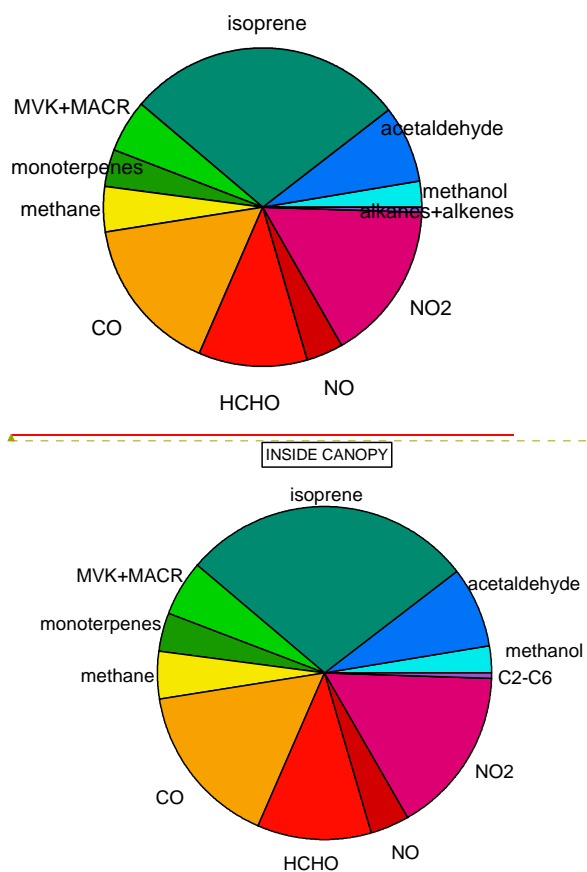 isoprene
MVK+MACR
acetaldehyde
monoterpenes
methanol
methane
alkanes+alkenes
NO2
CO
NO
HCHO
INSIDE CANOPY
isoprene
MVK+MACR
acetaldehyde
monoterpenes
methanol
methane
C2-C6
NO2
CO
NO
HCHO